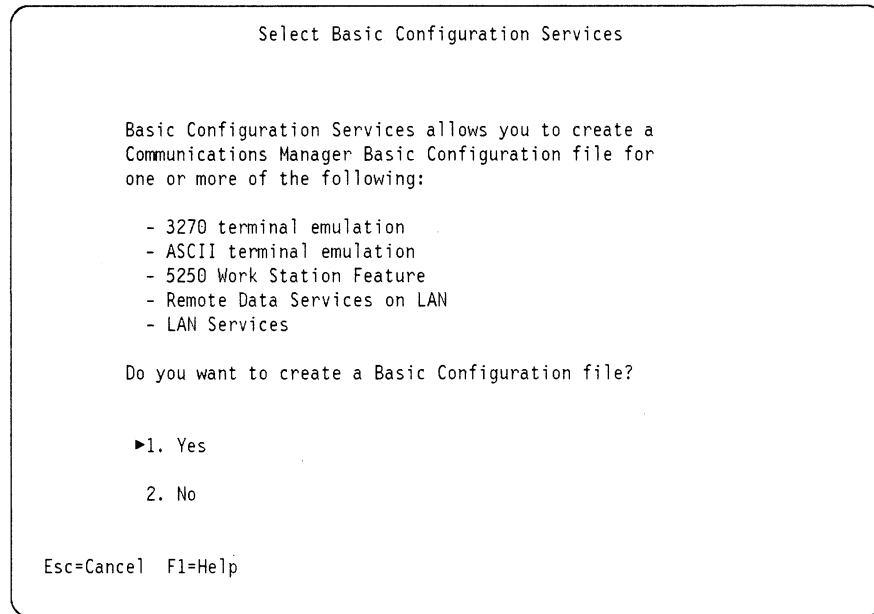 Select Basic Configuration Services
Basic Configuration Services allows you to create a
Communications Manager Basic Configuration file for
one or more of the following:
- 3270 terminal emulation
- ASCII terminal emulation
- 5250 Work Station Feature
- Remote Data Services on LAN
- LAN Services
Do you want to create a Basic Configuration file?
►1. Yes
2. No
Esc=Cancel F1=Help